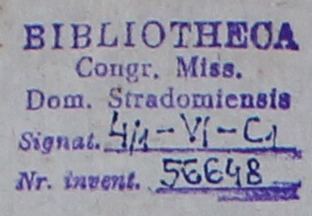 BIBLIOTHECA
Congr. Miss.
Dom. Stradomiensis
Signat. 4/1-VI-C1
Nr. invent. 56648